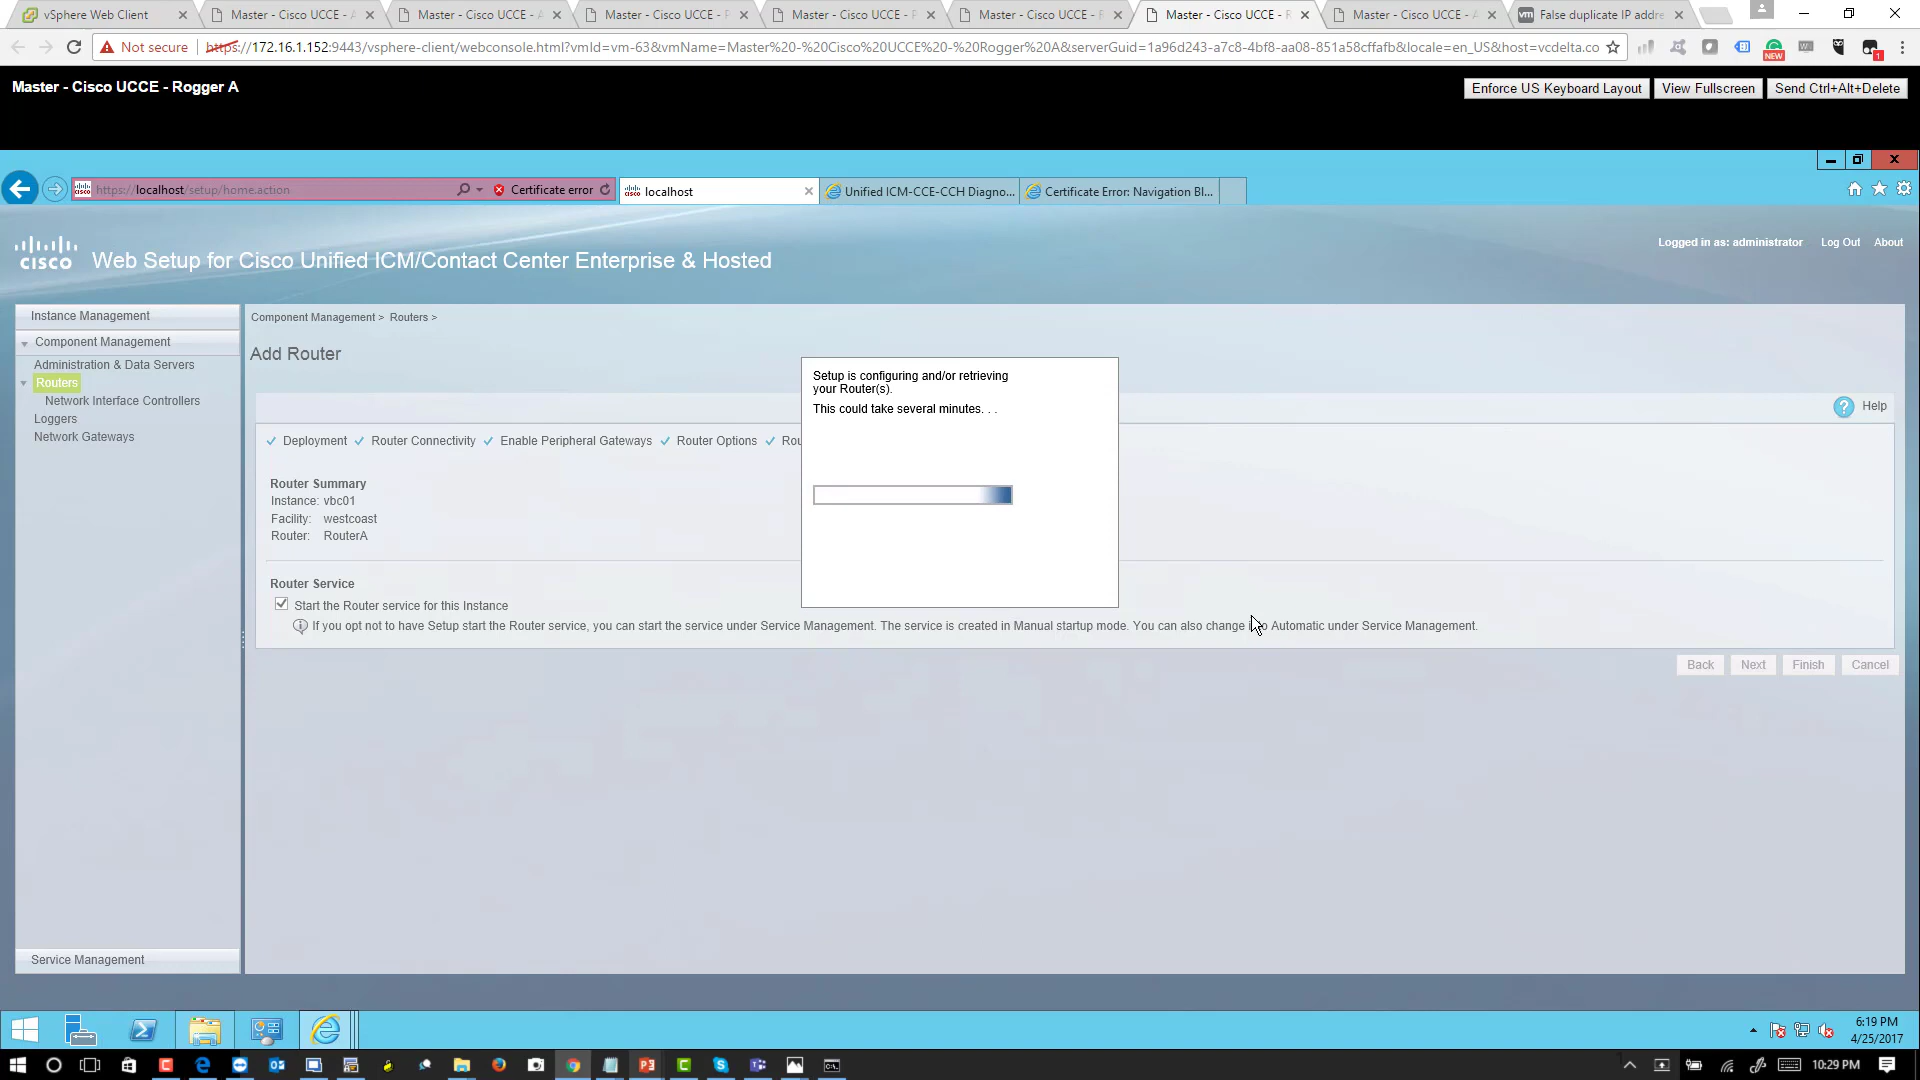 vSphere Web Client
Master - Cisco UCCE - A
Master - Cisco UCCE - A
Master - Cisco UCCE - P
Master - Cisco UCCE - P
Master - Cisco UCCE - R
Master - Cisco UCCE - R
Master - Cisco UCCE - A
False duplicate IP addre
Not secure
https://172.16.1.152:9443/vsphere-client/webconsole.html?vmId=vm-63&vmName=Master%20-%20Cisco%20UCCE%20-%20Rogger%20A&serverGuid=1a96d243-a7c8-4bf8-aa08-851a58cffafb&locale=en_US&host=vcdelta.co
NEW
1
Master - Cisco UCCE - Rogger A
Enforce US Keyboard Layout
View Fullscreen
Send Ctrl+Alt+Delete
https://localhost/setup/home.action
Certificate error
localhost
Unified ICM-CCE-CCH Diagno...
Certificate Error: Navigation Bl...
CISCO
Web Setup for Cisco Unified ICM/Contact Center Enterprise & Hosted
Logged in as: administrator
Log Out
About
Instance Management
Component Management
Administration & Data Servers
Routers
Network Interface Controllers
Loggers
Network Gateways
Service Management
Component Management > Routers >
Add Router
Help
Deployment
Router Connectivity
Enable Peripheral Gateways
Router Options
Rou
Setup is configuring and/or retrieving
your Router(s).
This could take several minutes. . .
Router Summary
Instance: vbc01
Facility: westcoast
Router: RouterA
Router Service
Start the Router service for this Instance
If you opt not to have Setup start the Router service, you can start the service under Service Management. The service is created in Manual startup mode. You can also change to Automatic under Service Management.
Back
Next
Finish
Cancel
6:19 PM
4/25/2017
10:29 PM